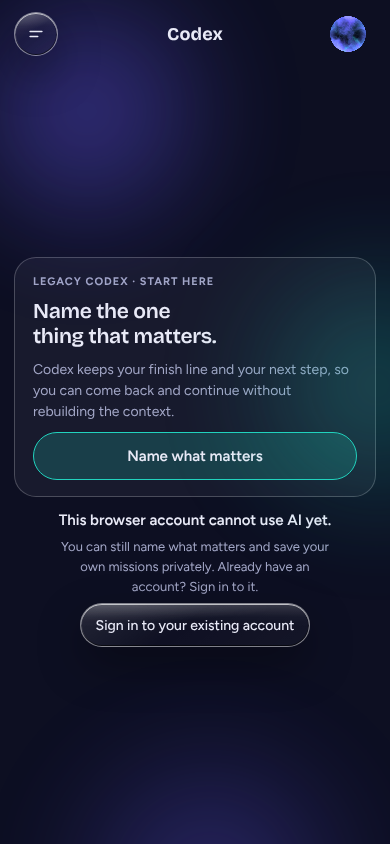 Codex
LEGACY CODEX · START HERE
Name the one
thing that matters.
Codex keeps your finish line and your next step, so
you can come back and continue without
rebuilding the context.
Name what matters
This browser account cannot use AI yet.
You can still name what matters and save your
own missions privately. Already have an
account? Sign in to it.
Sign in to your existing account